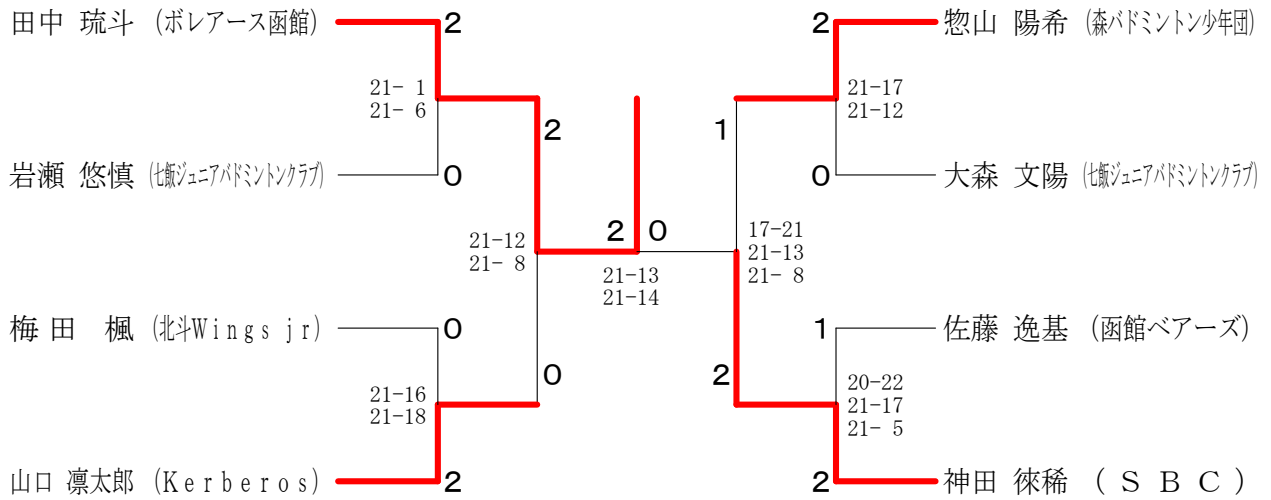 田中 琉斗 (ボレアース函館) 2
2 惣山 陽希 (森バドミントン少年団)
21- 1
21- 6
21-17
21-12
2
1
岩瀬 悠慎 (七飯ジュニアバドミントンクラブ) 0
0 大森 文陽 (七飯ジュニアバドミントンクラブ)
21-12
21- 8
2 0
21-13
21-14
17-21
21-13
21- 8
梅田 楓 (北斗Wings jr) 0
1 佐藤 逸基 (函館ベアーズ)
0
2
21-16
21-18
20-22
21-17
21- 5
山口 凛太郎 (Kerberos) 2
2 神田 徠稀 (SBC)